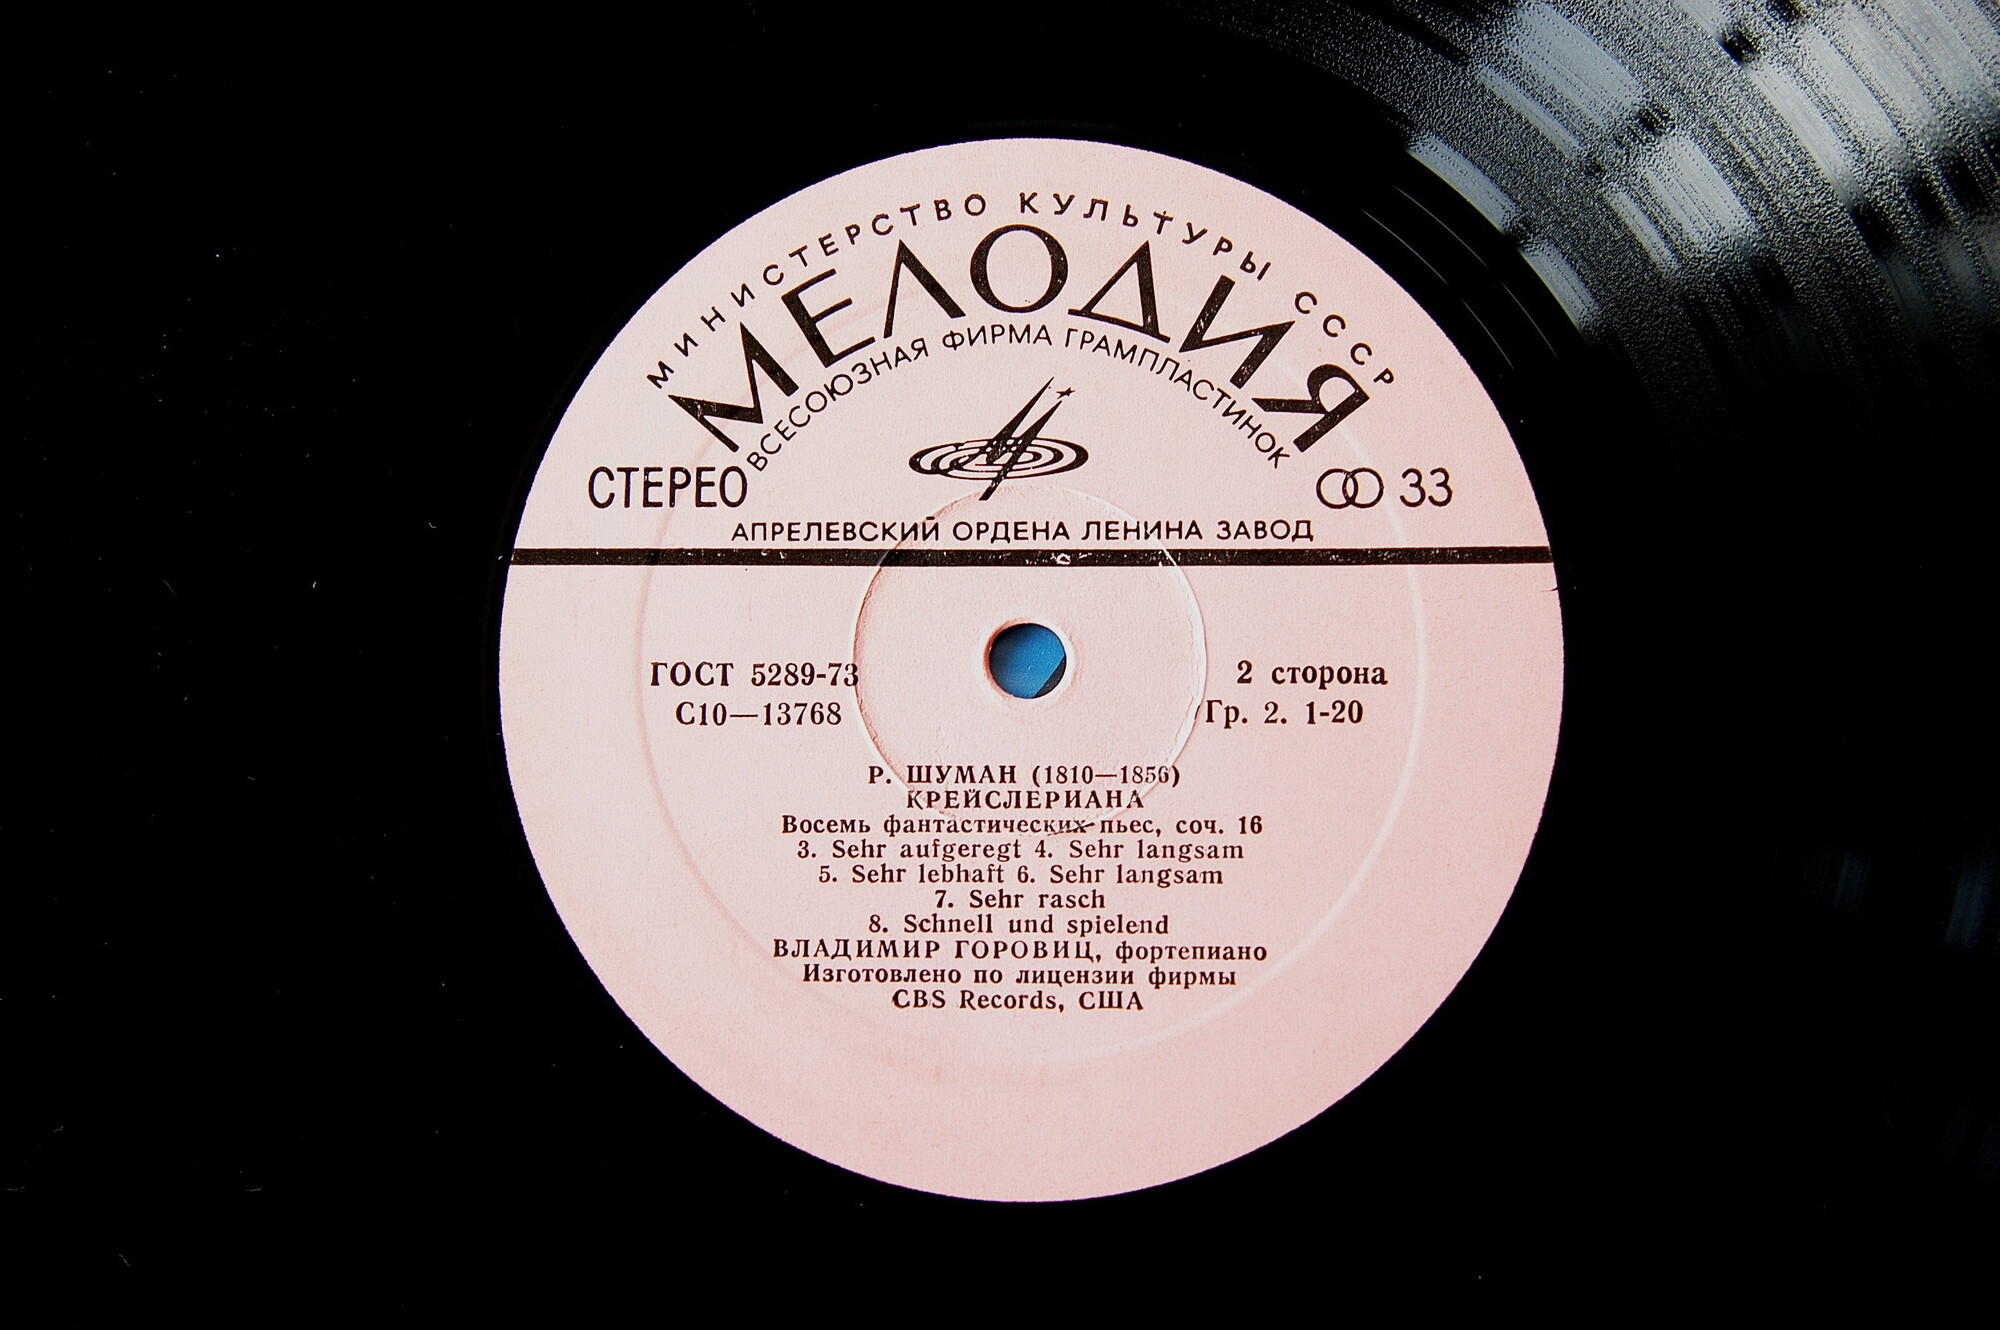 МИНИСТЕРСТВО КУЛЬТУРЫ СССР
МЕЛОДИЯ
ВСЕСОЮЗНАЯ ФИРМА ГРАМПЛАСТИНОК
СТЕРЕО
33
АПРЕЛЕВСКИЙ ОРДЕНА ЛЕНИНА ЗАВОД
ГОСТ 5289-73
2 сторона
С10—13768
Гр. 2. 1-20
Р. ШУМАН (1810—1856)
КРЕЙСЛЕРИАНА
Восемь фантастических пьес, соч. 16
3. Sehr aufgeregt 4. Sehr langsam
5. Sehr lebhaft 6. Sehr langsam
7. Sehr rasch
8. Schnell und spielend
ВЛАДИМИР ГОРОВИЦ, фортепиано
Изготовлено по лицензии фирмы
CBS Records, США